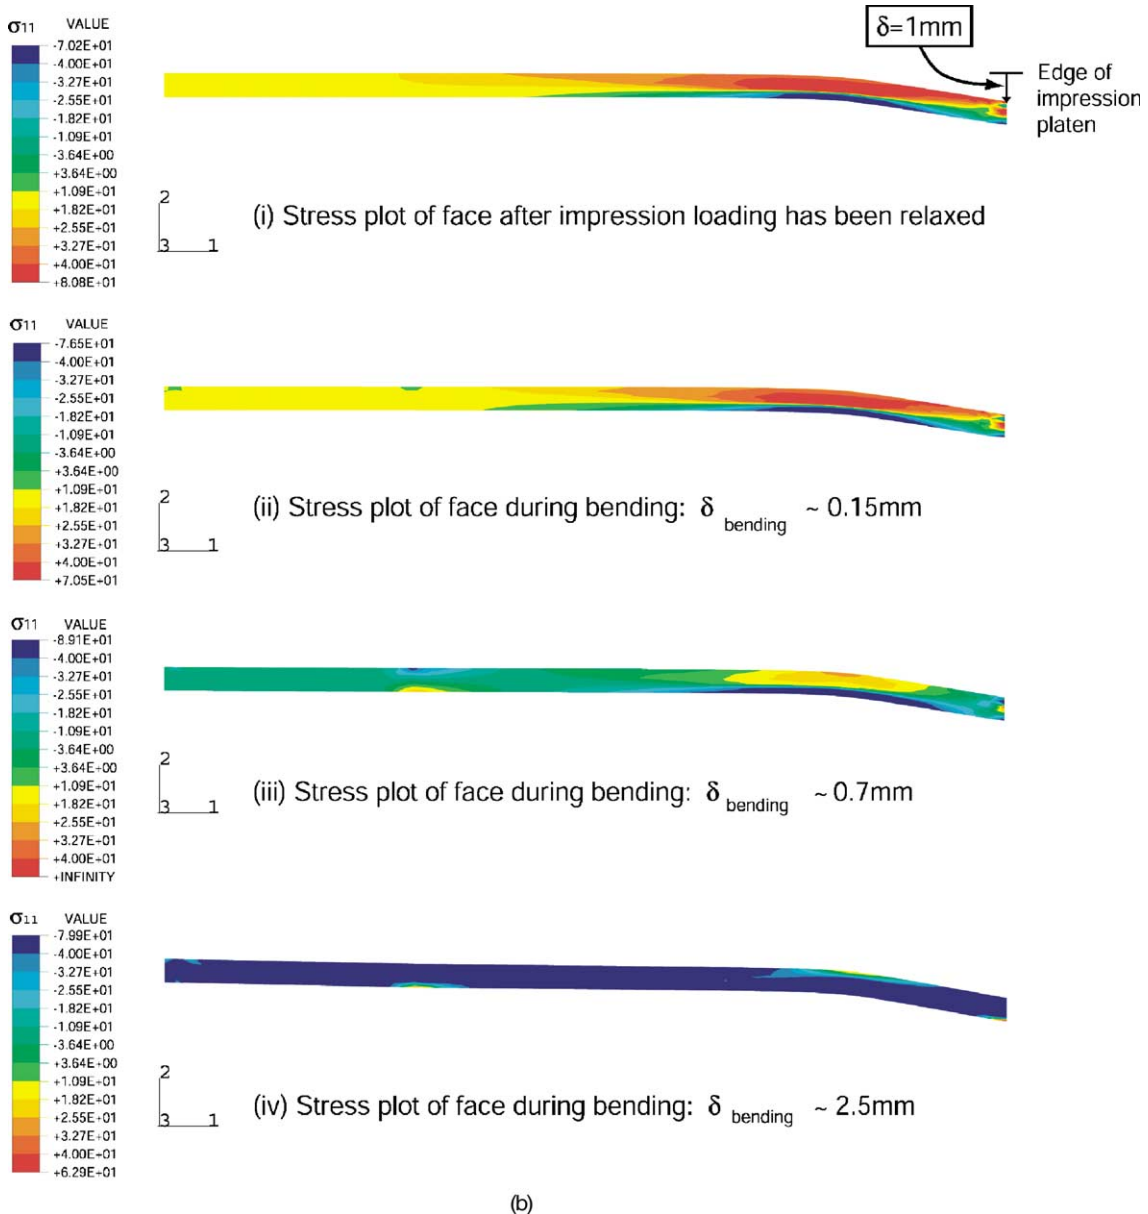 σ11 VALUE
-7.02E+01
-4.00E+01
-3.27E+01
-2.55E+01
-1.82E+01
-1.09E+01
-3.64E+00
+3.64E+00
+1.09E+01
+1.82E+01
+2.55E+01
+3.27E+01
+4.00E+01
+8.08E+01
δ=1mm
Edge of
impression
platen
2
3 1
(i) Stress plot of face after impression loading has been relaxed
σ11 VALUE
-7.65E+01
-4.00E+01
-3.27E+01
-2.55E+01
-1.82E+01
-1.09E+01
-3.64E+00
+3.64E+00
+1.09E+01
+1.82E+01
+2.55E+01
+3.27E+01
+4.00E+01
+7.05E+01
2
3 1
(ii) Stress plot of face during bending: δ bending ~ 0.15mm
σ11 VALUE
-8.91E+01
-4.00E+01
-3.27E+01
-2.55E+01
-1.82E+01
-1.09E+01
-3.64E+00
+3.64E+00
+1.09E+01
+1.82E+01
+2.55E+01
+3.27E+01
+4.00E+01
+INFINITY
2
3 1
(iii) Stress plot of face during bending: δ bending ~ 0.7mm
σ11 VALUE
-7.99E+01
-4.00E+01
-3.27E+01
-2.55E+01
-1.82E+01
-1.09E+01
-3.64E+00
+3.64E+00
+1.09E+01
+1.82E+01
+2.55E+01
+3.27E+01
+4.00E+01
+6.29E+01
2
3 1
(iv) Stress plot of face during bending: δ bending ~ 2.5mm
(b)